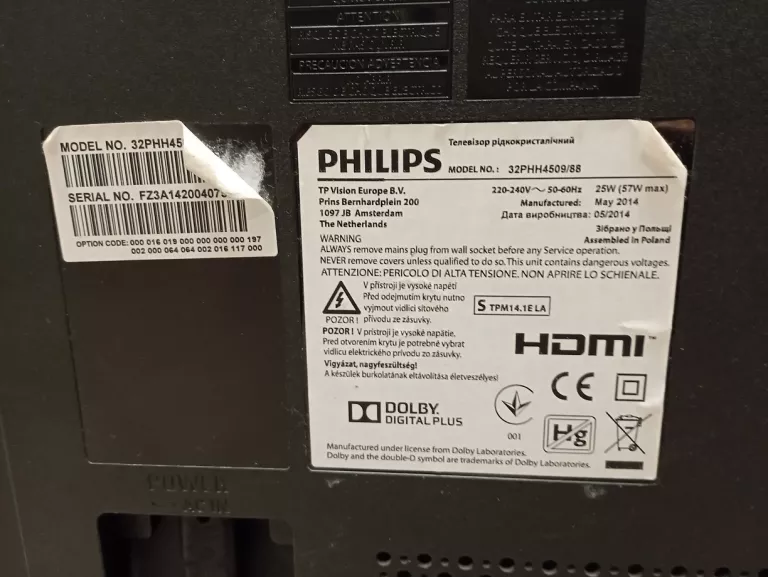 ATTENTION
PRECAUCION ADVERTENCIA
MODEL NO. 32PHH45
SERIAL NO. FZ3A14200407
OPTION CODE: 000 016 019 000 000 000 000 197
002 000 064 064 002 016 117 000
Телевізор рідкокристалічний
PHILIPS MODEL NO.: 32PHH4509/88
TP Vision Europe B.V.
Prins Bernhardplein 200
1097 JB Amsterdam
The Netherlands
220-240V～ 50-60Hz 25W (57W max)
Manufactured: May 2014
Дата виробництва: 05/2014
Зібрано у Польщі
Assembled in Poland
WARNING
ALWAYS remove mains plug from wall socket before any Service operation.
NEVER remove covers unless qualified to do so. This unit contains dangerous voltages.
ATTENZIONE: PERICOLO DI ALTA TENSIONE. NON APRIRE LO SCHIENALE.
V přístroji je vysoké napětí
Před odejmutím krytu nutno
vyjmout vidlici síťového
POZOR! přívodu ze zásuvky.
S TPM14.1E LA
POZOR! V prístroji je vysoké napätie.
Pred otvorením krytu je potrebné vybrat
vidlicu elektrického prívodu zo zásuvky.
Vigyázat, nagyfeszültség!
A készülek burkolatának eltávolítása életveszélyes!
HDMI™
CE
DOLBY
DIGITAL PLUS
001
Hg
Manufactured under license from Dolby Laboratories.
Dolby and the double-D symbol are trademarks of Dolby Laboratories.
POWER
AC IN